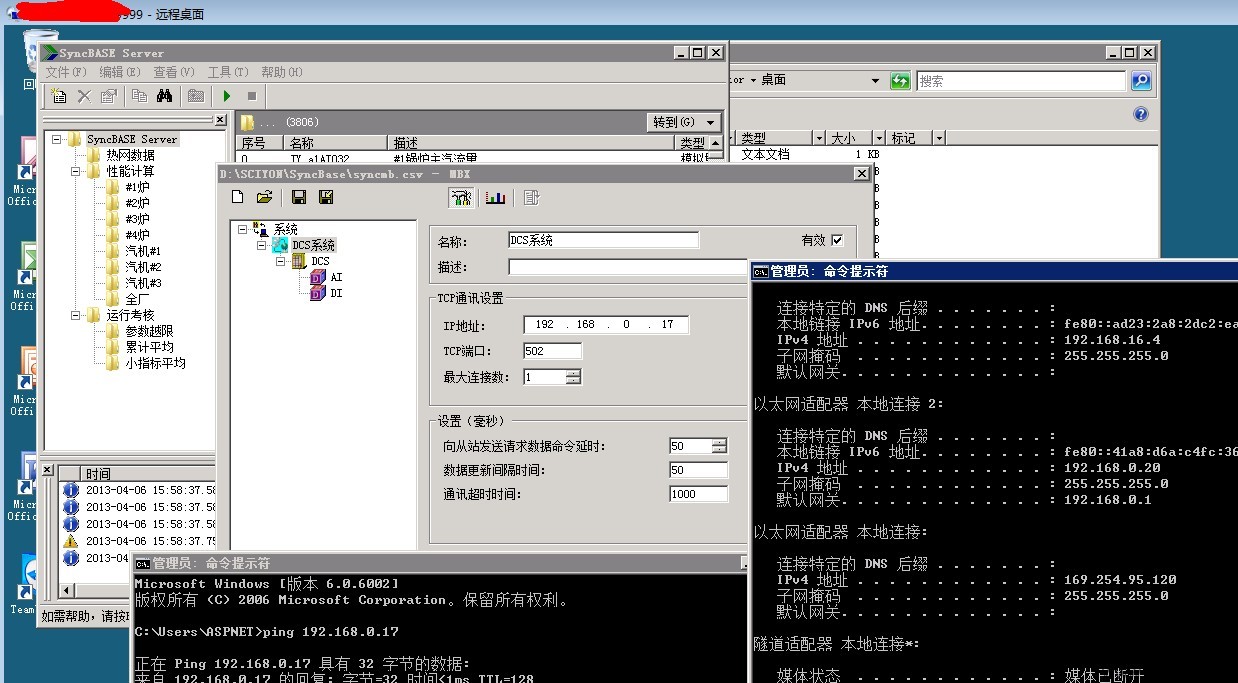 999 - 远程桌面
SyncBASE Server
文件(F) 编辑(E) 查看(V) 工具(T) 帮助(H)
桌面
搜索
... (3806)
转到(G)
序号 名称 描述 类型
0 TY_a1AI032 #1锅炉主汽流量 模拟
类型 大小 标记
文本文档 1 KB
SyncBASE Server
热网数据
性能计算
#1炉
#2炉
#3炉
#4炉
汽机#1
汽机#2
汽机#3
全厂
运行考核
参数越限
累计平均
小指标平均
D:\SCIYON\SyncBase\syncmb.csv - MBX
系统
DCS系统
DCS
AI
DI
名称: DCS系统 有效
描述:
TCP通讯设置
IP地址: 192 . 168 . 0 . 17
TCP端口: 502
最大连接数: 1
设置(毫秒)
向从站发送请求数据命令延时: 50
数据更新间隔时间: 50
通讯超时时间: 1000
时间
2013-04-06 15:58:37.58
2013-04-06 15:58:37.58
2013-04-06 15:58:37.58
2013-04-06 15:58:37.75
2013-04
如需帮助，请按
管理员: 命令提示符
Microsoft Windows [版本 6.0.6002]
版权所有 (C) 2006 Microsoft Corporation。保留所有权利。
C:\Users\ASPNET>ping 192.168.0.17
正在 Ping 192.168.0.17 具有 32 字节的数据:
来自 192.168.0.17 的回复: 字节=32 时间<1ms TTL=128
管理员: 命令提示符
连接特定的 DNS 后缀 . . . . . . . :
本地链接 IPv6 地址. . . . . . . . : fe80::ad23:2a8:2dc2:ea
IPv4 地址 . . . . . . . . . . . . : 192.168.16.4
子网掩码 . . . . . . . . . . . . : 255.255.255.0
默认网关. . . . . . . . . . . . . :
以太网适配器 本地连接 2:
连接特定的 DNS 后缀 . . . . . . . :
本地链接 IPv6 地址. . . . . . . . : fe80::41a8:d6a:c4fc:36
IPv4 地址 . . . . . . . . . . . . : 192.168.0.20
子网掩码 . . . . . . . . . . . . : 255.255.255.0
默认网关. . . . . . . . . . . . . : 192.168.0.1
以太网适配器 本地连接:
连接特定的 DNS 后缀 . . . . . . . :
IPv4 地址 . . . . . . . . . . . . : 169.254.95.120
子网掩码 . . . . . . . . . . . . : 255.255.255.0
默认网关. . . . . . . . . . . . . :
隧道适配器 本地连接*:
媒体状态 . . . . . . . . . . . . : 媒体已断开